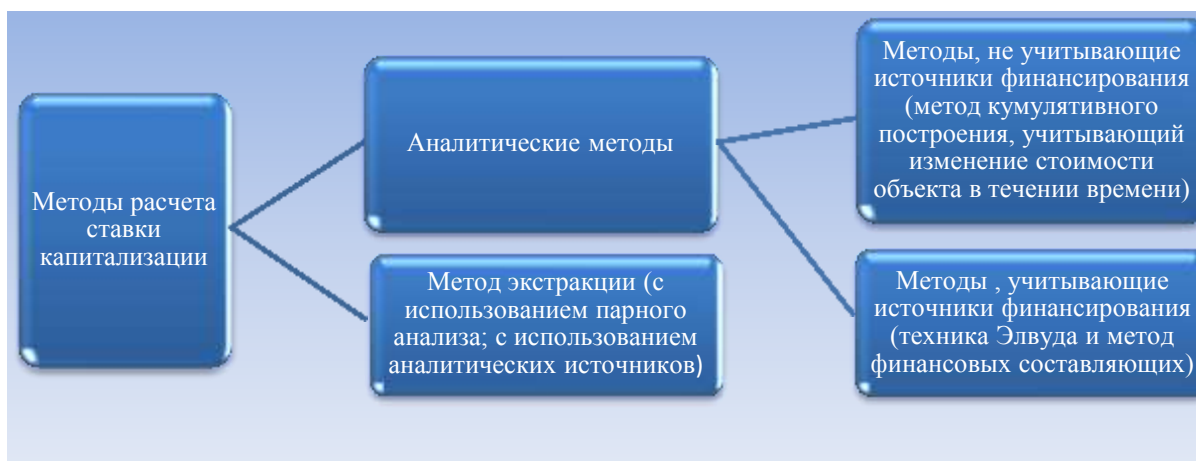 Методы расчета
ставки
капитализации
Аналитические методы
Метод экстракции (с
использованием парного
анализа; с использованием
аналитических источников)
Методы, не учитывающие
источники финансирования
(метод кумулятивного
построения, учитывающий
изменение стоимости
объекта в течении времени)
Методы , учитывающие
источники финансирования
(техника Элвуда и метод
финансовых составляющих)